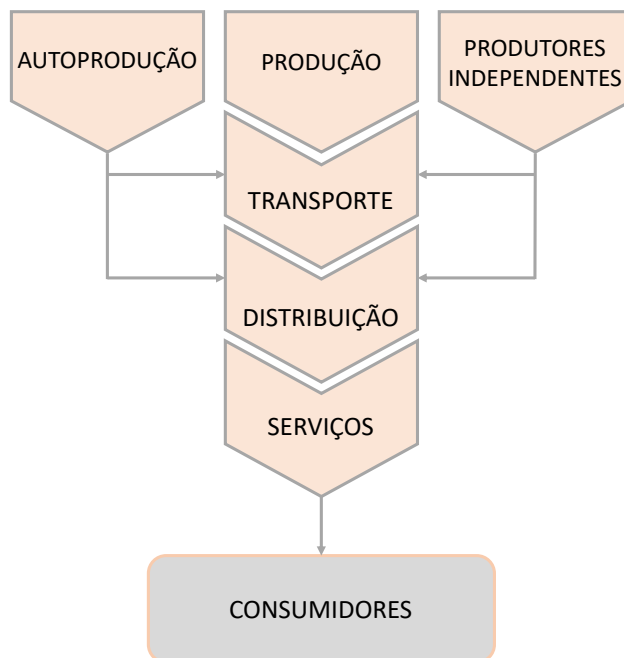 AUTOPRODUÇÃO
PRODUÇÃO
PRODUTORES
INDEPENDENTES
TRANSPORTE
DISTRIBUIÇÃO
SERVIÇOS
CONSUMIDORES